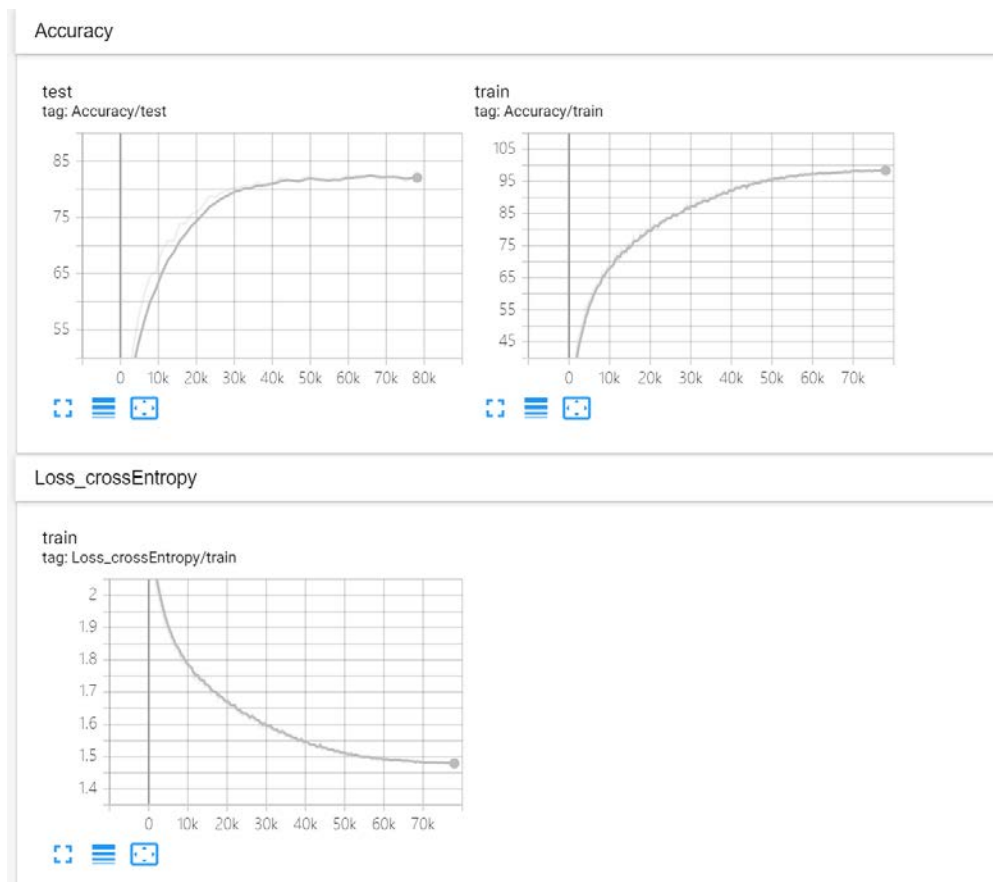 Accuracy
test
tag: Accuracy/test
85
75
65
55
0 10k 20k 30k 40k 50k 60k 70k 80k
train
tag: Accuracy/train
105
95
85
75
65
55
45
0 10k 20k 30k 40k 50k 60k 70k
Loss_crossEntropy
train
tag: Loss_crossEntropy/train
2
1.9
1.8
1.7
1.6
1.5
1.4
0 10k 20k 30k 40k 50k 60k 70k